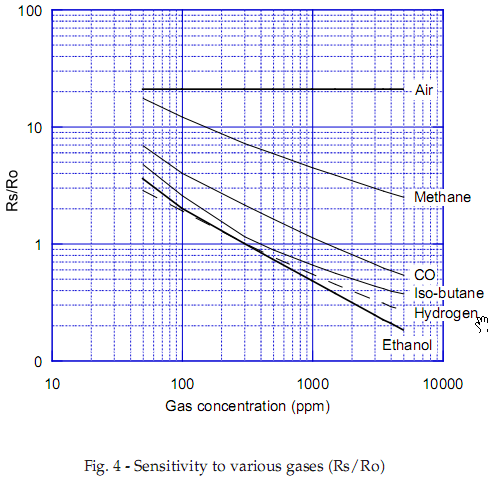 100
Air
10
Rs/Ro
Methane
1
CO
Iso-butane
Hydrogen
Ethanol
0
10 100 1000 10000
Gas concentration (ppm)
Fig. 4 - Sensitivity to various gases (Rs/Ro)